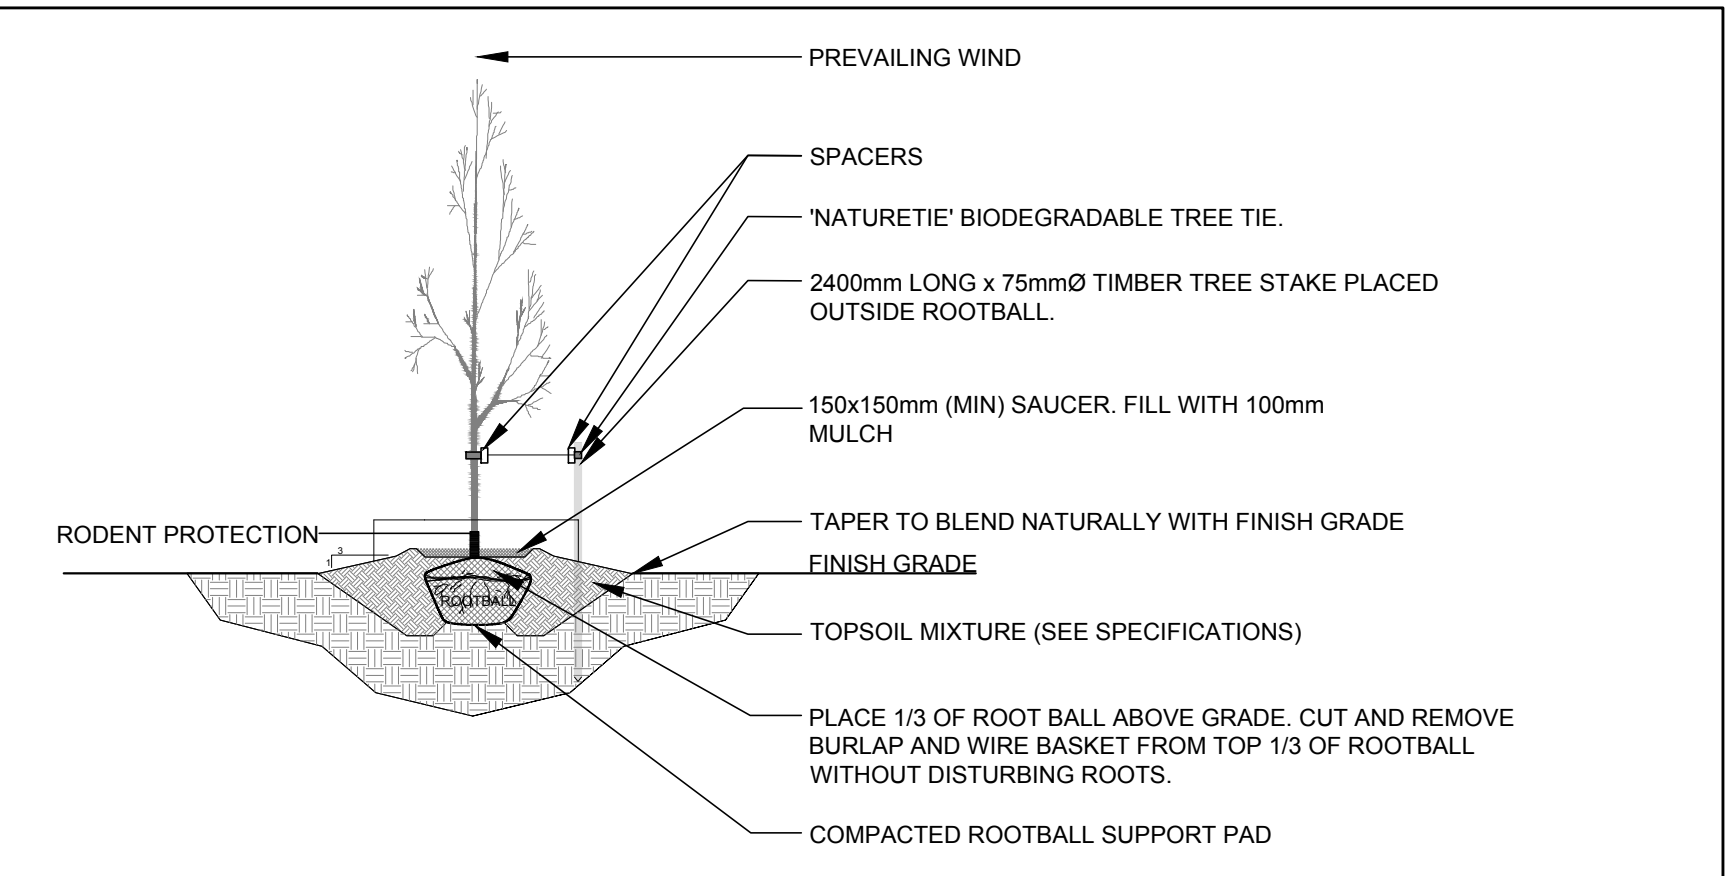 PREVAILING WIND
SPACERS
'NATURETIE' BIODEGRADABLE TREE TIE.
2400mm LONG x 75mmØ TIMBER TREE STAKE PLACED
OUTSIDE ROOTBALL.
150x150mm (MIN) SAUCER. FILL WITH 100mm
MULCH
TAPER TO BLEND NATURALLY WITH FINISH GRADE
RODENT PROTECTION
3
1
FINISH GRADE
ROOTBALL
TOPSOIL MIXTURE (SEE SPECIFICATIONS)
PLACE 1/3 OF ROOT BALL ABOVE GRADE. CUT AND REMOVE
BURLAP AND WIRE BASKET FROM TOP 1/3 OF ROOTBALL
WITHOUT DISTURBING ROOTS.
COMPACTED ROOTBALL SUPPORT PAD